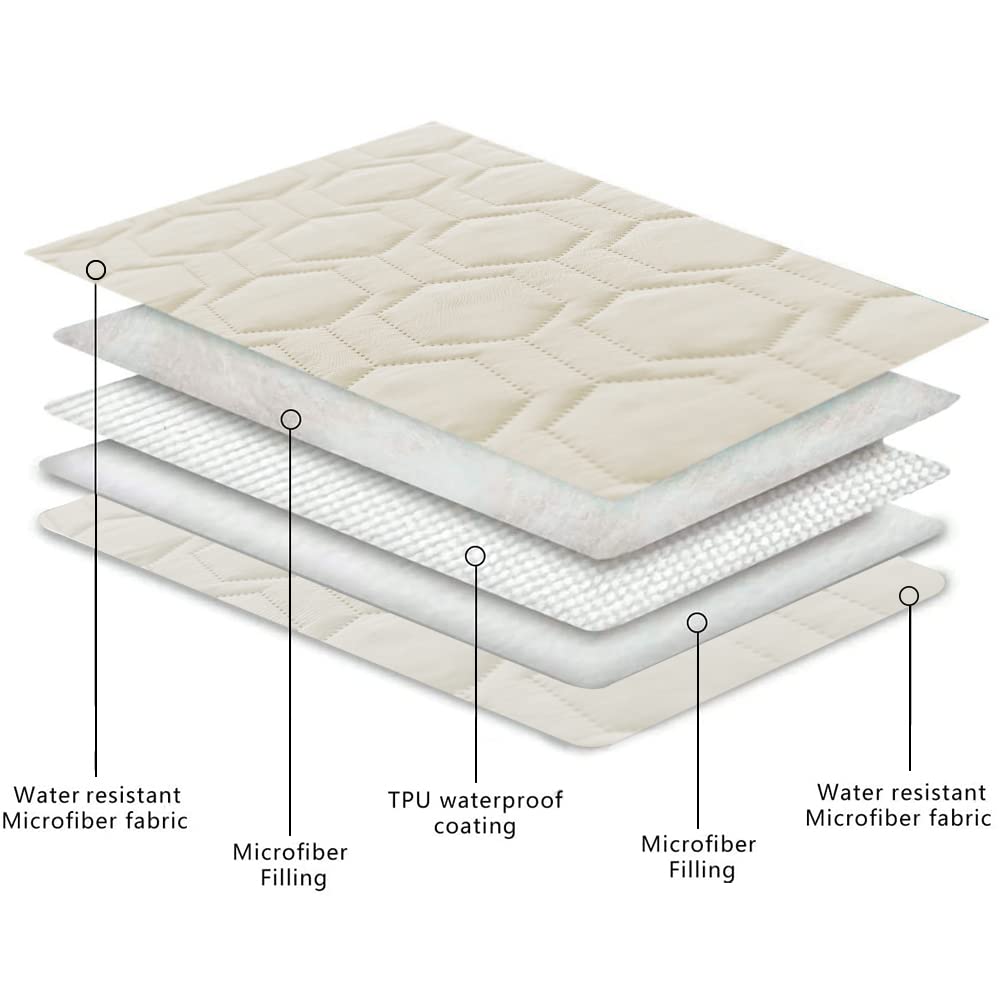 Water resistant
Microfiber fabric
Microfiber
Filling
TPU waterproof
coating
Microfiber
Filling
Water resistant
Microfiber fabric